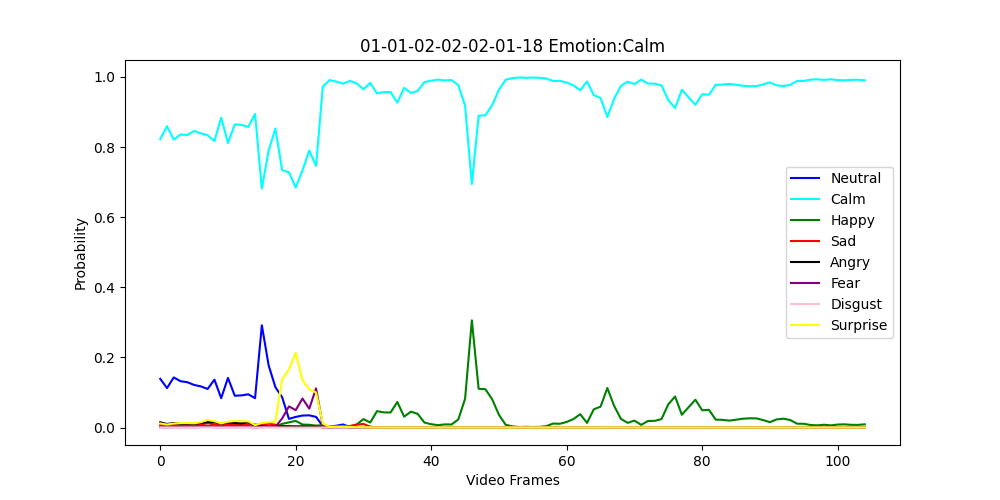 01-01-02-02-02-01-18 Emotion:Calm
Probability
1.0
0.8
0.6
0.4
0.2
0.0
Neutral
Calm
Happy
Sad
Angry
Fear
Disgust
Surprise
0 20 40 60 80 100
Video Frames